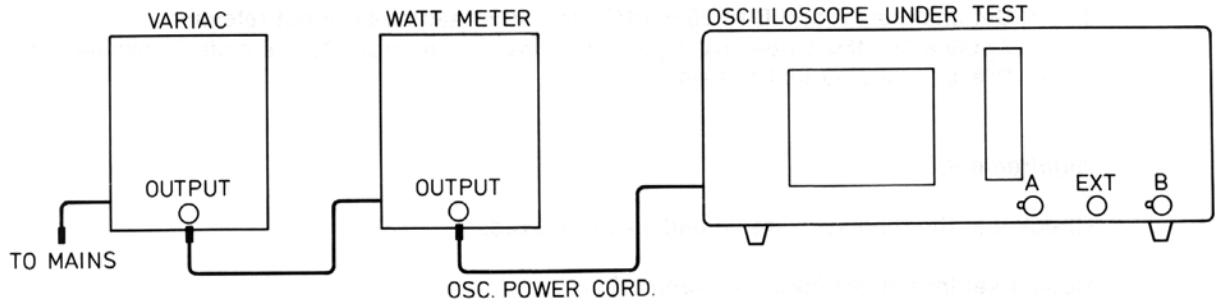 VARIAC
WATT METER
OSCILLOSCOPE UNDER TEST
OUTPUT
OUTPUT
A
EXT
B
TO MAINS
OSC. POWER CORD.